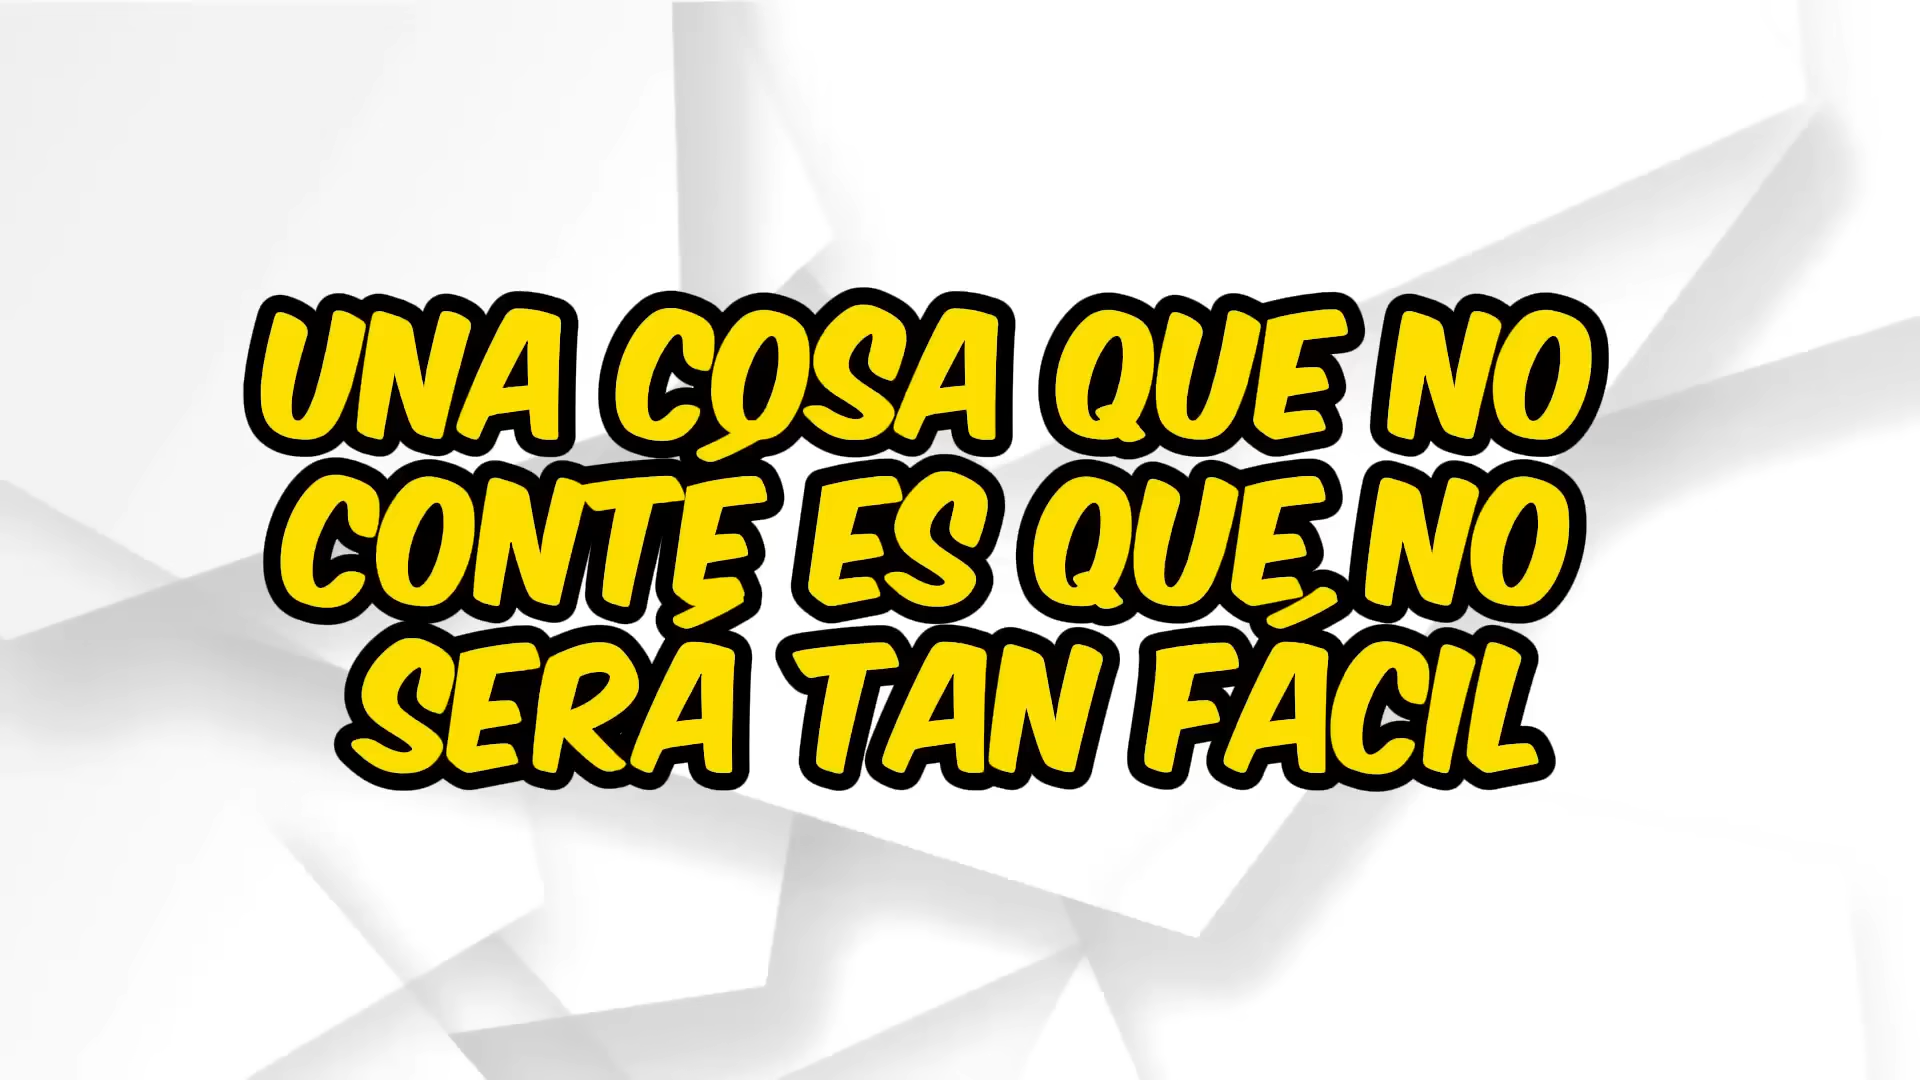 UNA COSA QUE NO
CONTÉ ES QUE NO
SERÁ TAN FÁCIL